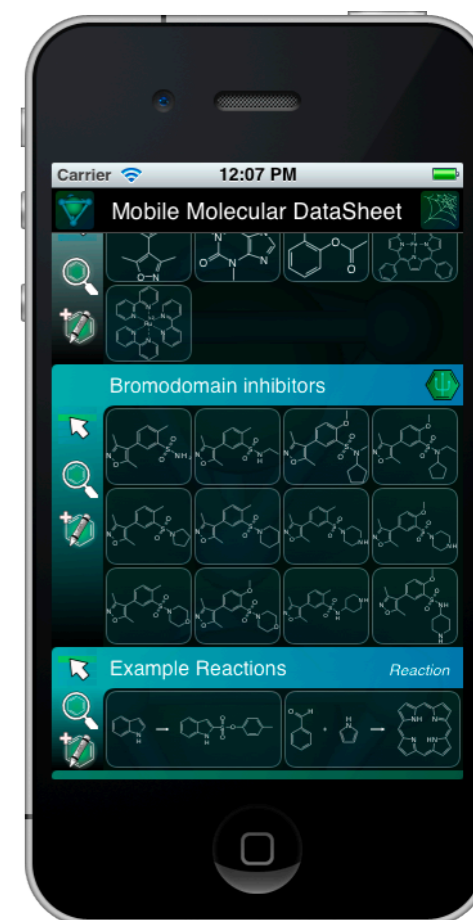 Carrier 12:07 PM
Mobile Molecular DataSheet
Bromodomain inhibitors
Example Reactions Reaction